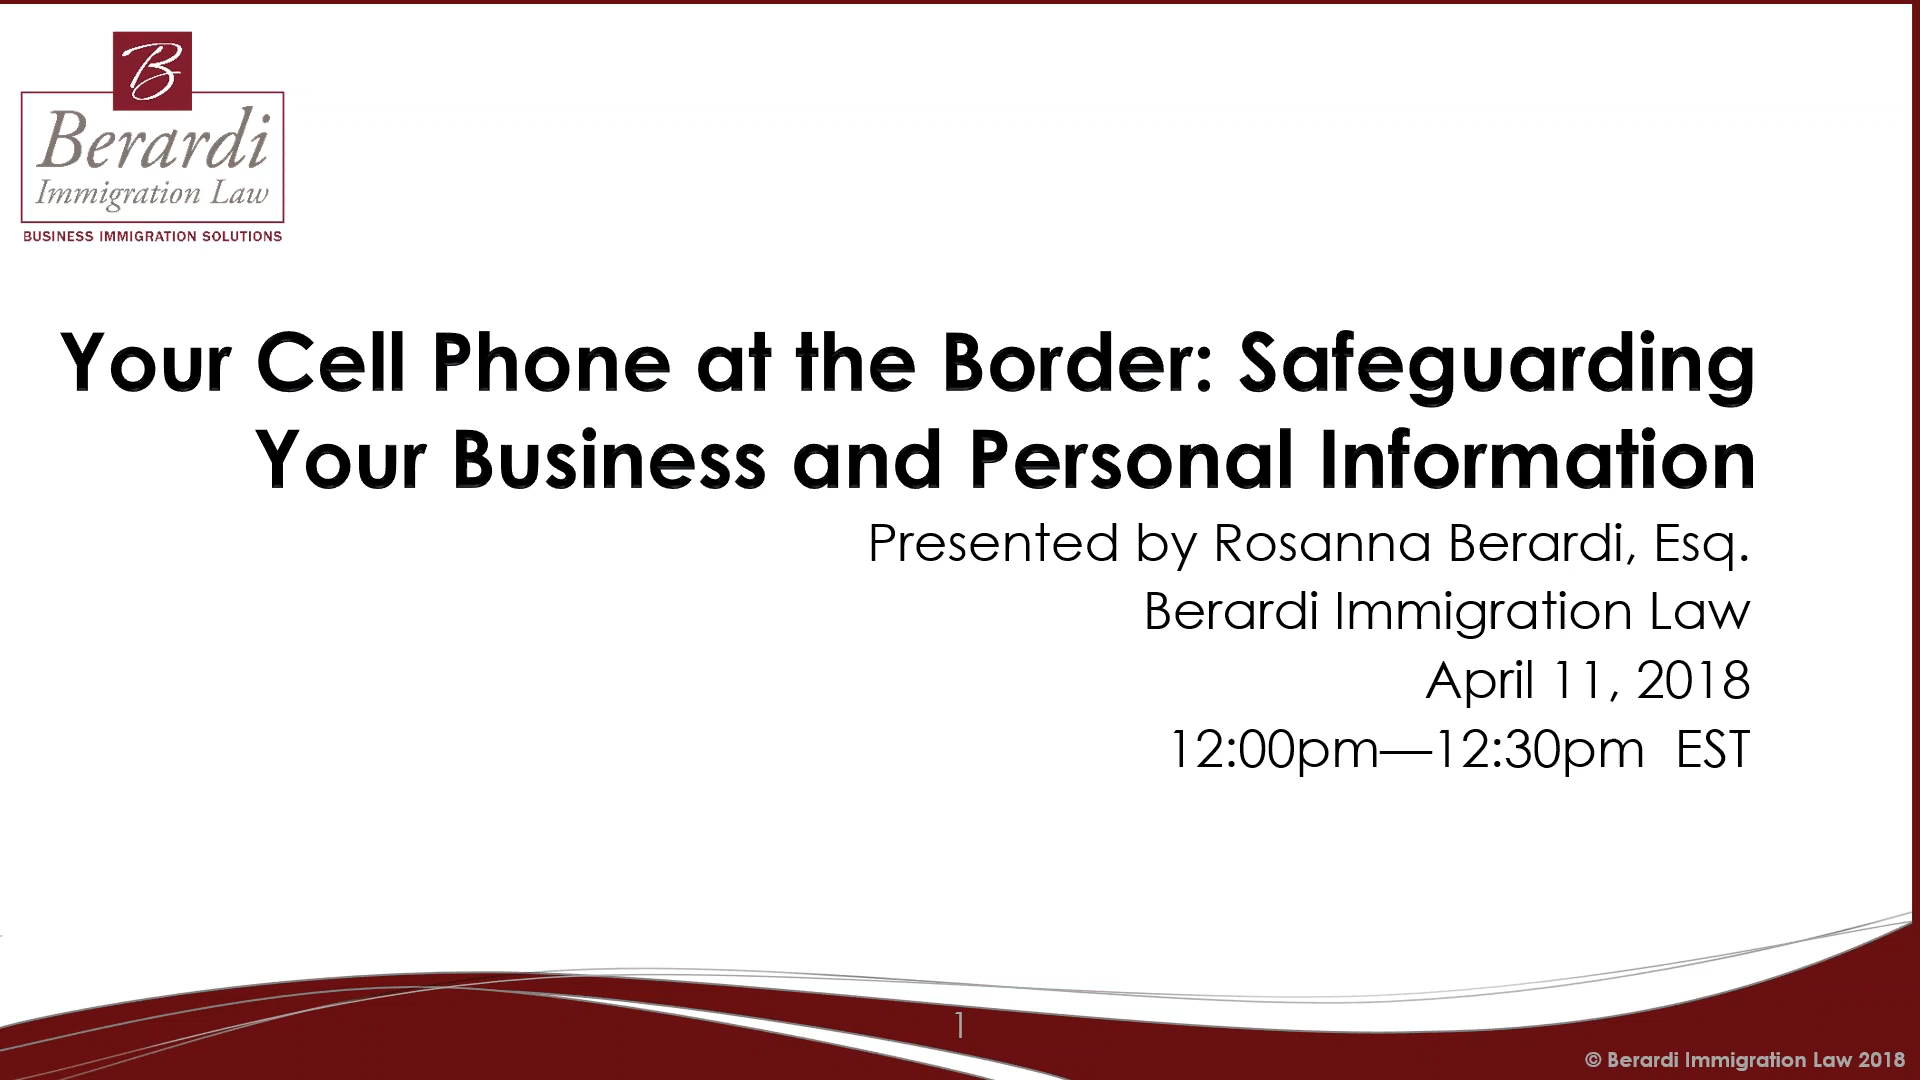 B
Berardi
Immigration Law
BUSINESS IMMIGRATION SOLUTIONS
Your Cell Phone at the Border: Safeguarding
Your Business and Personal Information
Presented by Rosanna Berardi, Esq.
Berardi Immigration Law
April 11, 2018
12:00pm—12:30pm  EST
1
© Berardi Immigration Law 2018